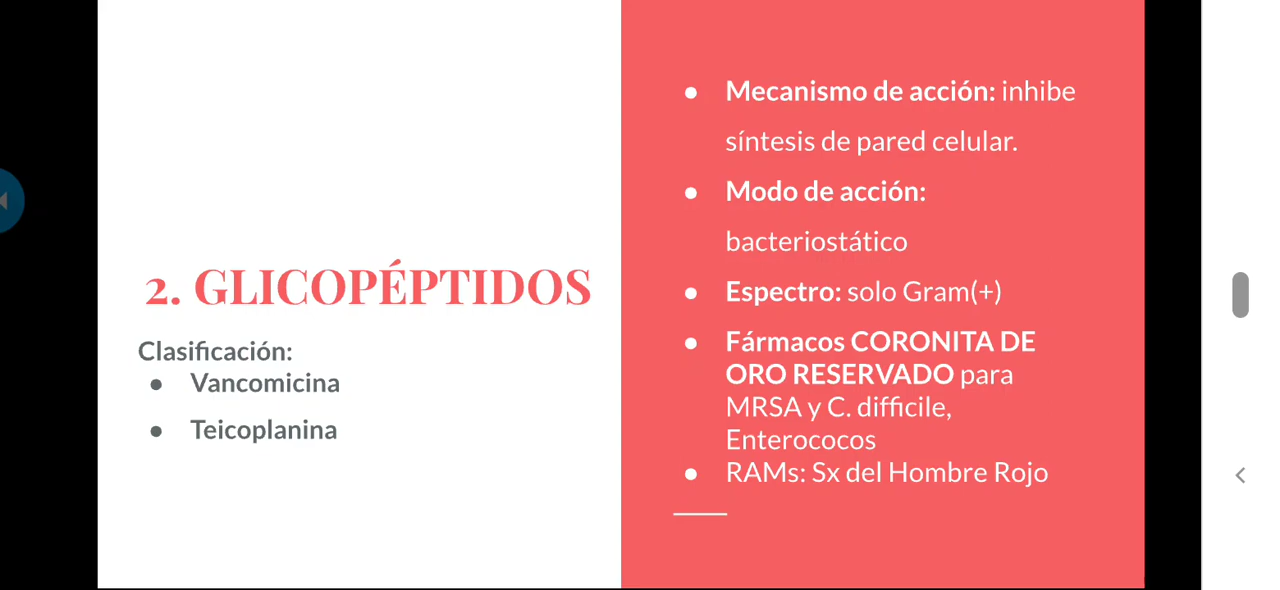 2. GLICOPÉPTIDOS
Clasificación:
● Vancomicina
● Teicoplanina
● Mecanismo de acción: inhibe
síntesis de pared celular.
● Modo de acción:
bacteriostático
● Espectro: solo Gram(+)
● Fármacos CORONITA DE
ORO RESERVADO para
MRSA y C. difficile,
Enterococos
● RAMs: Sx del Hombre Rojo